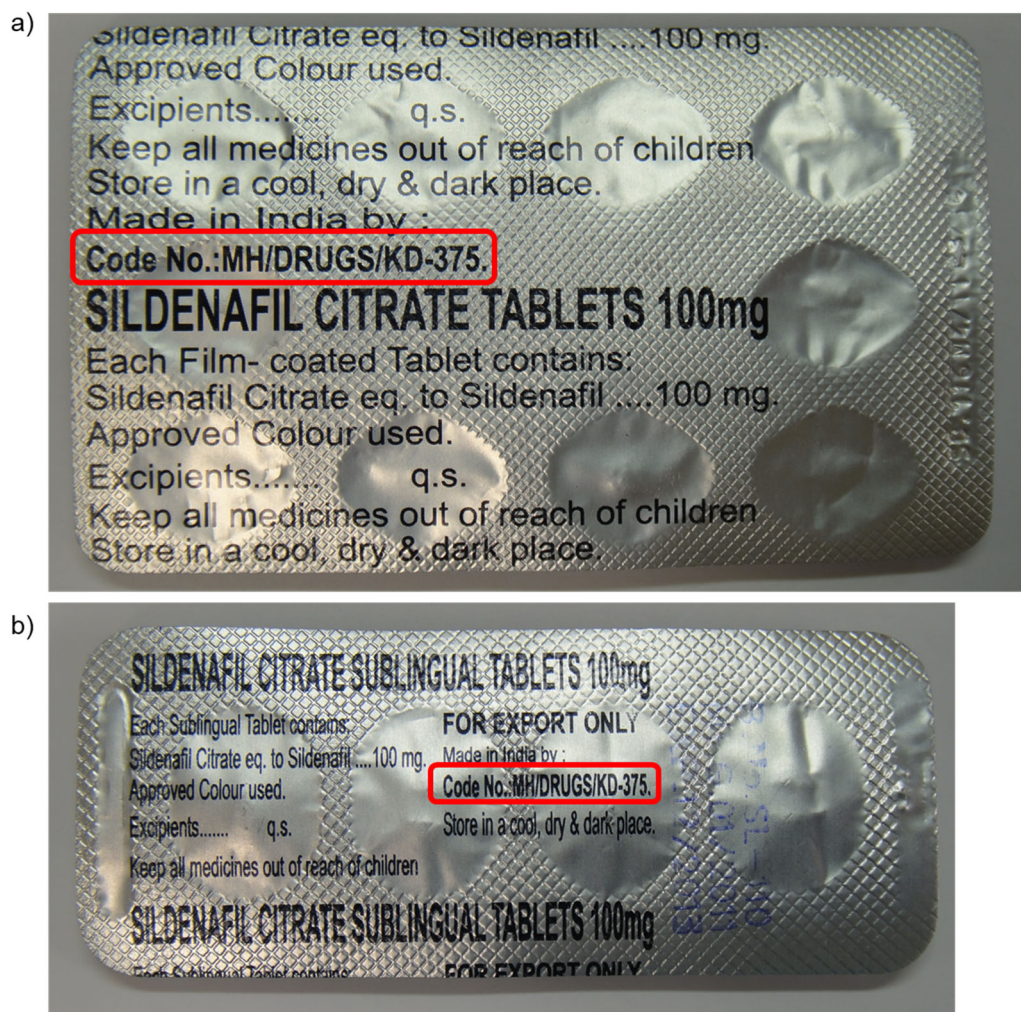 a)
Sildenafil Citrate eq. to Sildenafil ....100 mg.
Approved Colour used.
Excipients....... q.s.
Keep all medicines out of reach of children
Store in a cool, dry & dark place.
Made in India by :
Code No.:MH/DRUGS/KD-375.
SILDENAFIL CITRATE TABLETS 100mg
Each Film- coated Tablet contains:
Sildenafil Citrate eq. to Sildenafil ....100 mg.
Approved Colour used.
Excipients....... q.s.
Keep all medicines out of reach of children
Store in a cool, dry & dark place.
b)
SILDENAFIL CITRATE SUBLINGUAL TABLETS 100mg
Each Sublingual Tablet contains:
Sildenafil Citrate eq. to Sildenafil ....100 mg.
Approved Colour used.
Excipients....... q.s.
Keep all medicines out of reach of children
FOR EXPORT ONLY
Made in India by :
Code No.:MH/DRUGS/KD-375.
Store in a cool, dry & dark place.
SILDENAFIL CITRATE SUBLINGUAL TABLETS 100mg
Each Sublingual Tablet contains:
FOR EXPORT ONLY